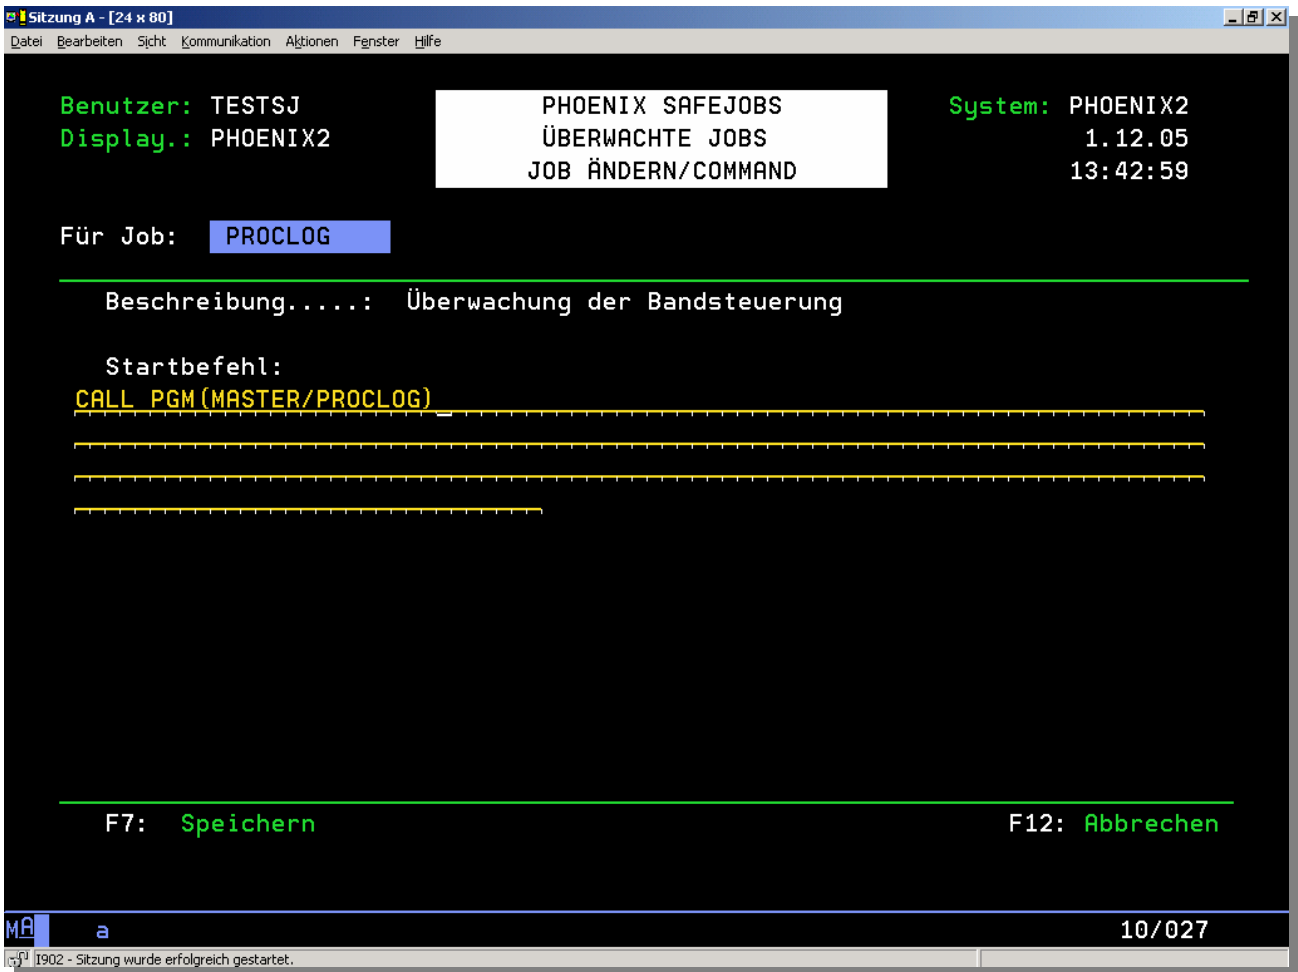 Sitzung A - [24 x 80]
Datei Bearbeiten Sicht Kommunikation Aktionen Fenster Hilfe
Benutzer: TESTSJ PHOENIX SAFEJOBS System: PHOENIX2
Display.: PHOENIX2 ÜBERWACHTE JOBS 1.12.05
JOB ÄNDERN/COMMAND 13:42:59
Für Job: PROCLOG
Beschreibung.....: Überwachung der Bandsteuerung
Startbefehl:
CALL PGM(MASTER/PROCLOG)
F7: Speichern F12: Abbrechen
MA a 10/027
I902 - Sitzung wurde erfolgreich gestartet.